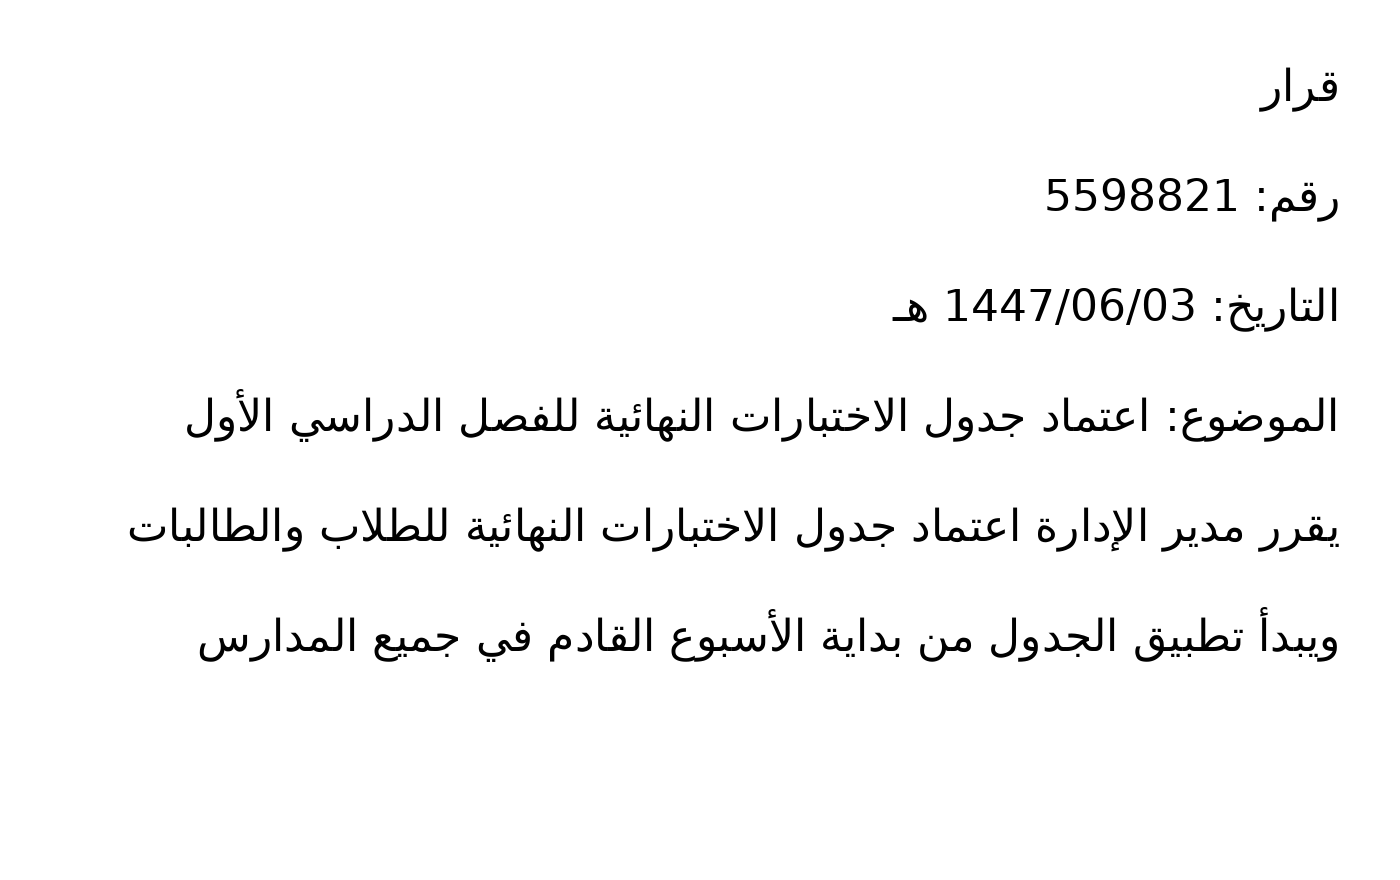 قرار
رقم: 5598821
التاريخ: 1447/06/03 هـ
الموضوع: اعتماد جدول الاختبارات النهائية للفصل الدراسي الأول
يقرر مدير الإدارة اعتماد جدول الاختبارات النهائية للطلاب والطالبات
ويبدأ تطبيق الجدول من بداية الأسبوع القادم في جميع المدارس